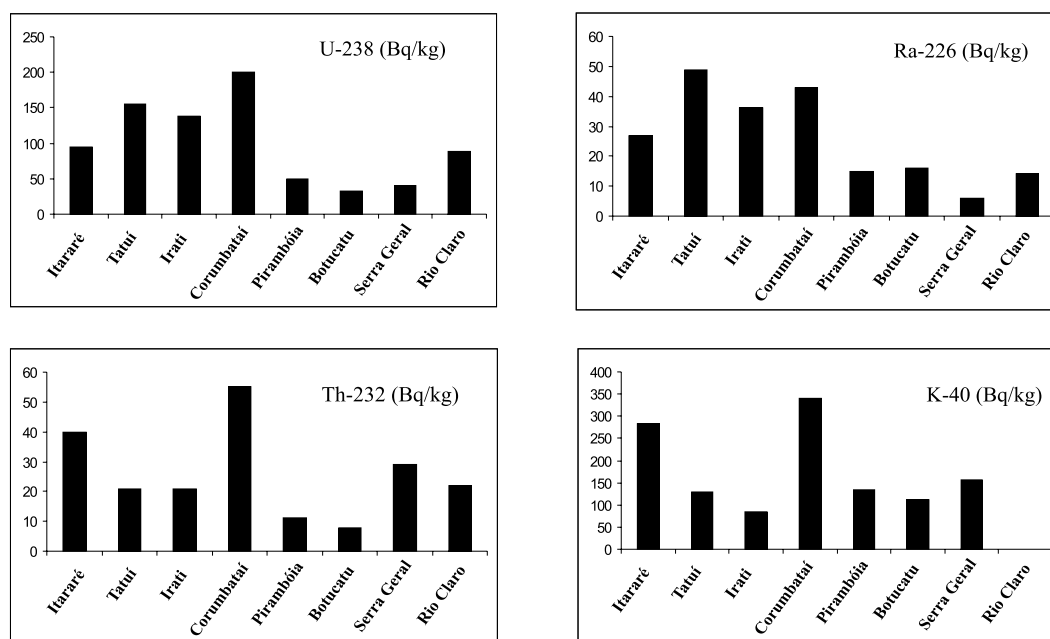 U-238 (Bq/kg)
250
200
150
100
50
0
Itararé
Tatuí
Irati
Corumbataí
Pirambóia
Botucatu
Serra Geral
Rio Claro
Ra-226 (Bq/kg)
60
50
40
30
20
10
0
Itararé
Tatuí
Irati
Corumbataí
Pirambóia
Botucatu
Serra Geral
Rio Claro
Th-232 (Bq/kg)
60
50
40
30
20
10
0
Itararé
Tatuí
Irati
Corumbataí
Pirambóia
Botucatu
Serra Geral
Rio Claro
K-40 (Bq/kg)
400
350
300
250
200
150
100
50
0
Itararé
Tatuí
Irati
Corumbataí
Pirambóia
Botucatu
Serra Geral
Rio Claro